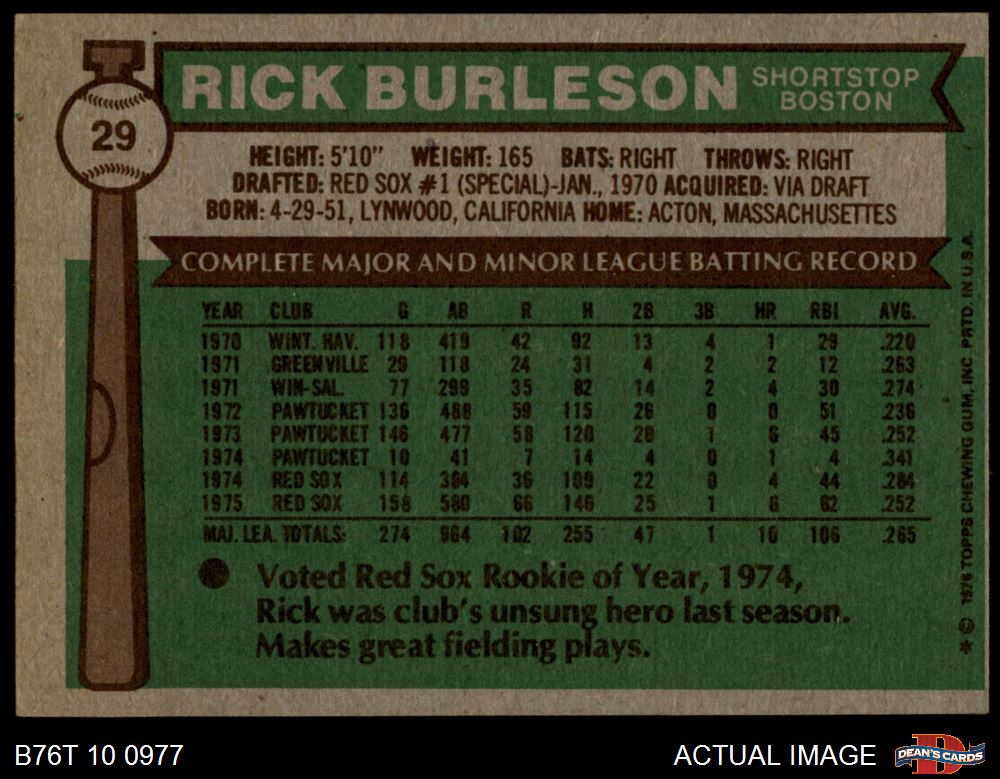 29
RICK BURLESON SHORTSTOP
BOSTON
HEIGHT: 5'10" WEIGHT: 165 BATS: RIGHT THROWS: RIGHT
DRAFTED: RED SOX #1 (SPECIAL)-JAN., 1970 ACQUIRED: VIA DRAFT
BORN: 4-29-51, LYNWOOD, CALIFORNIA HOME: ACTON, MASSACHUSETTES
COMPLETE MAJOR AND MINOR LEAGUE BATTING RECORD
YEAR CLUB G AB R H 2B 3B HR RBI AVG.
1970 WINT. HAV. 118 419 42 92 13 4 1 29 .220
1971 GREENVILLE 29 118 24 31 4 2 2 12 .263
1971 WIN-SAL. 77 299 35 82 14 2 4 30 .274
1972 PAWTUCKET 136 488 59 115 26 0 0 51 .236
1973 PAWTUCKET 146 477 58 120 20 1 6 45 .252
1974 PAWTUCKET 10 41 7 14 4 0 1 4 .341
1974 RED SOX 114 384 36 109 22 0 4 44 .284
1975 RED SOX 158 580 66 146 25 1 6 62 .252
MAJ. LEA. TOTALS: 274 964 102 255 47 1 10 106 .265
Voted Red Sox Rookie of Year, 1974,
Rick was club's unsung hero last season.
Makes great fielding plays.
* © 1976 TOPPS CHEWING GUM, INC. PRTD. IN U.S.A.
B76T 10 0977 ACTUAL IMAGE DEAN'S CARDS